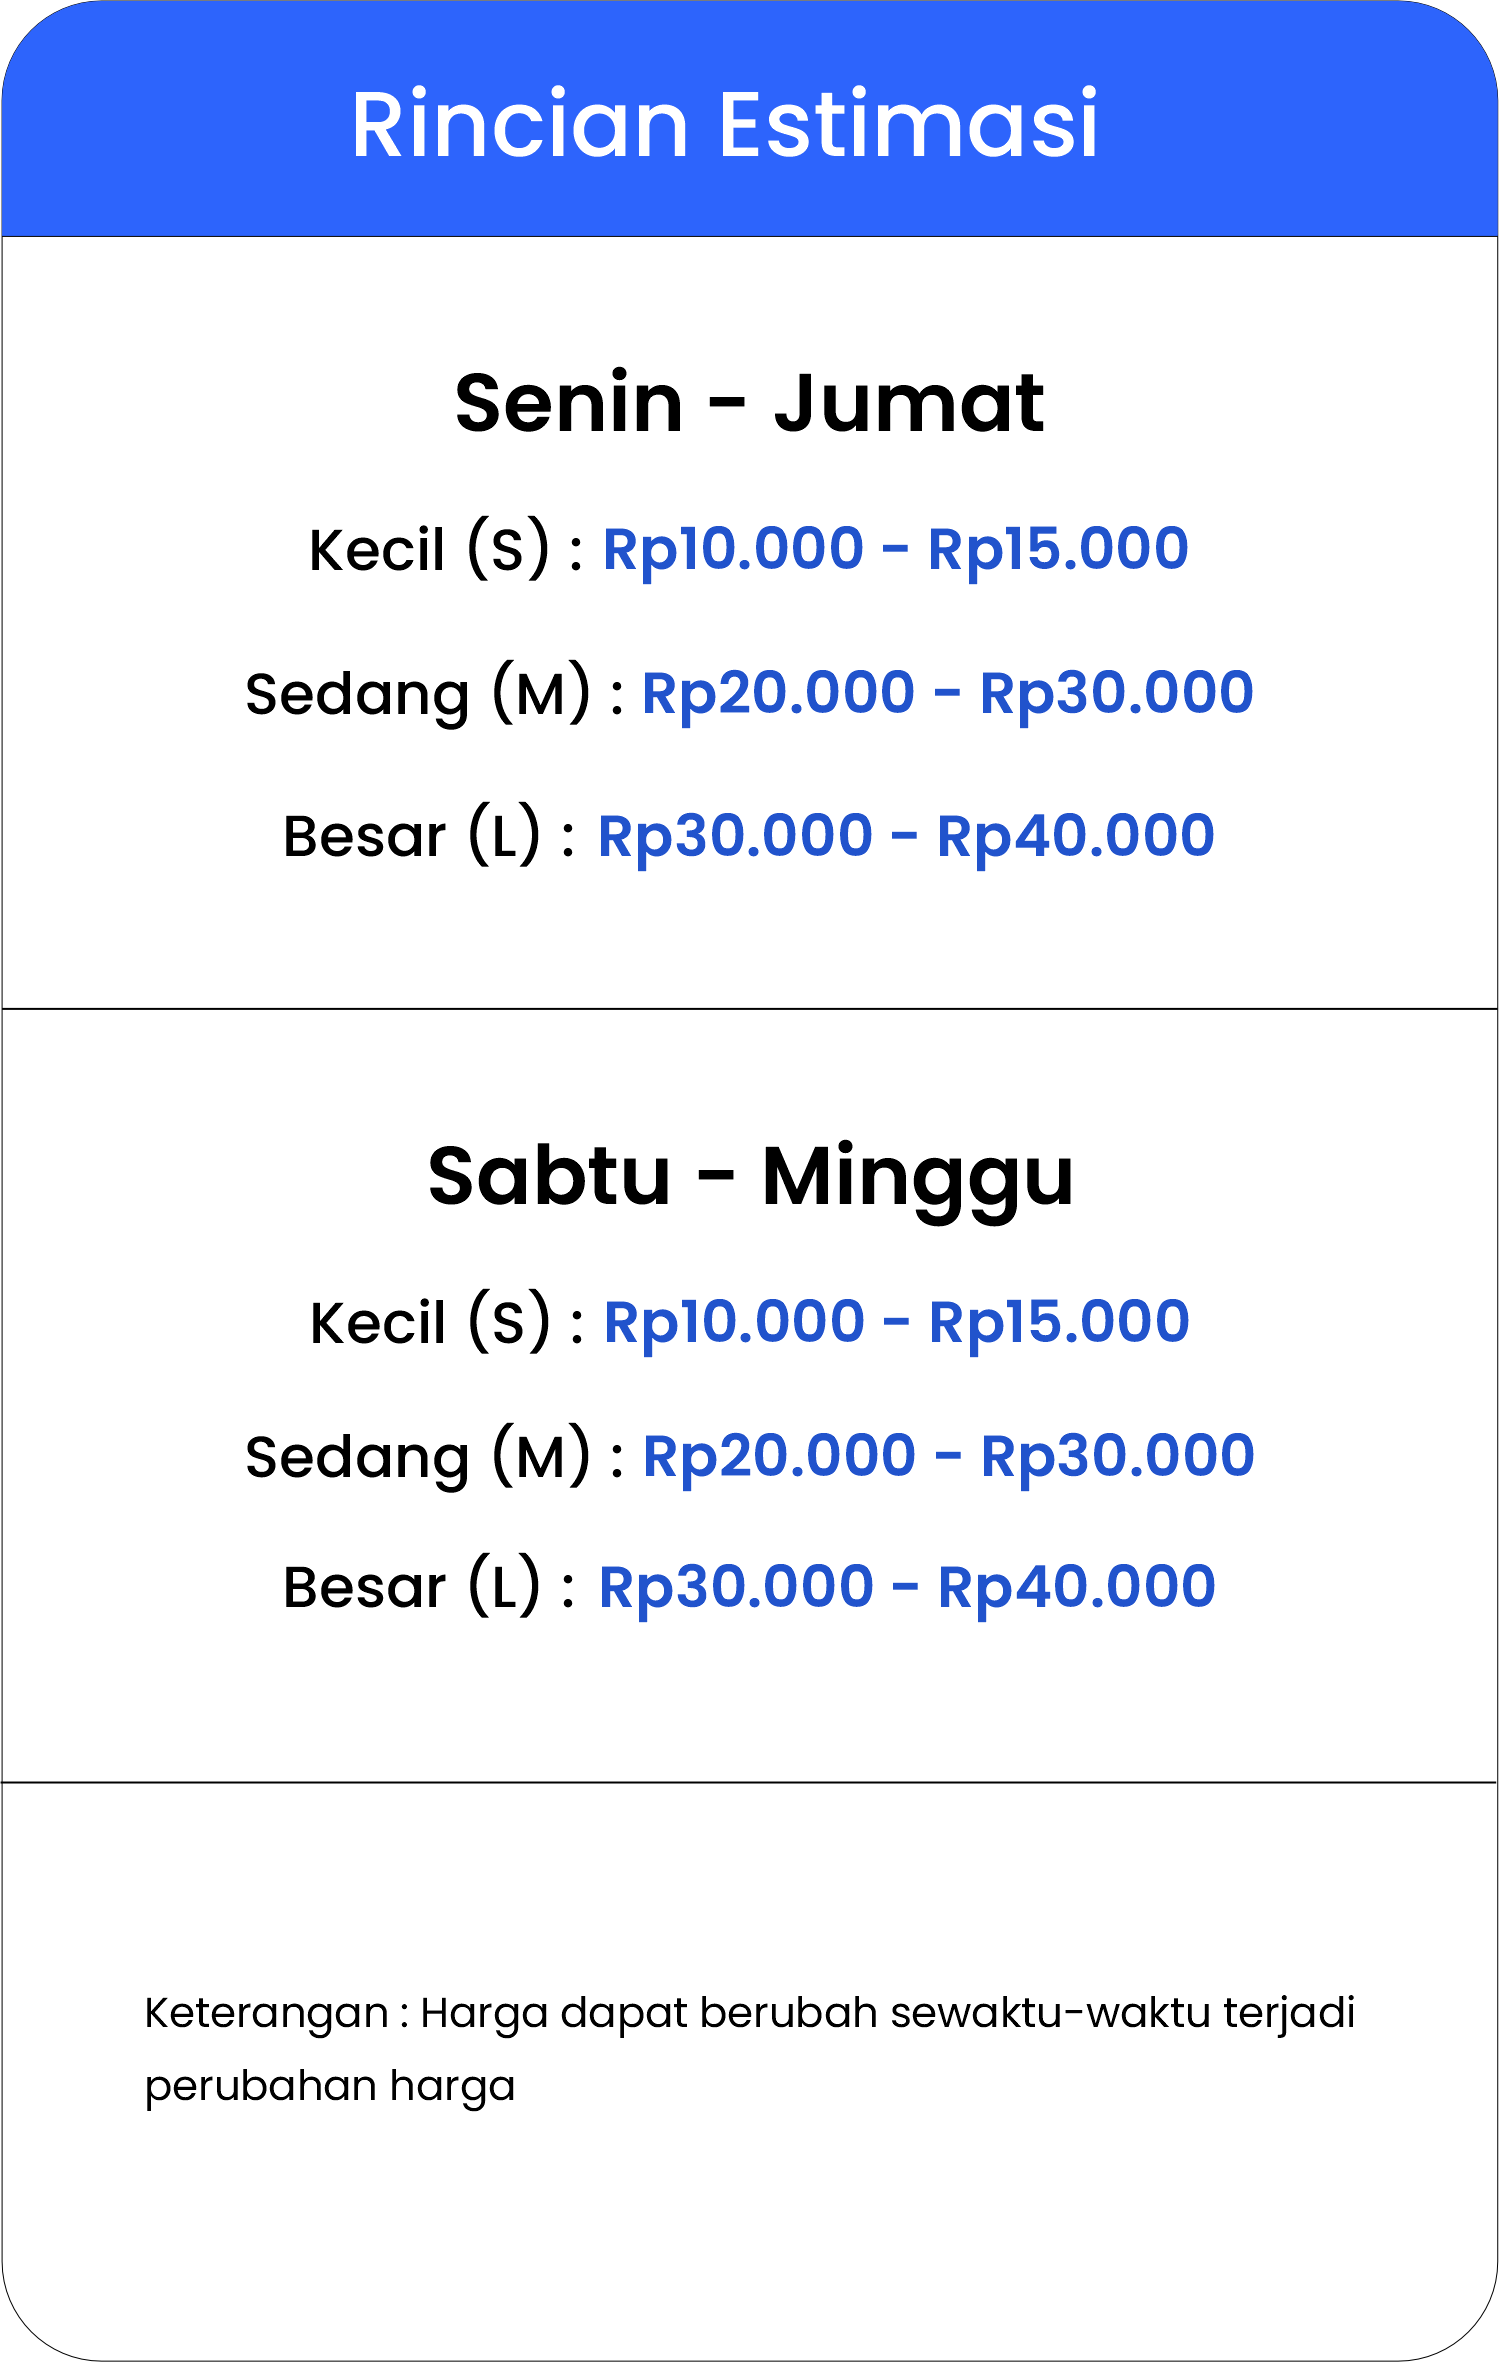 Rincian Estimasi
Senin - Jumat
Kecil (S) : Rp10.000 - Rp15.000
Sedang (M) : Rp20.000 - Rp30.000
Besar (L) : Rp30.000 - Rp40.000
Sabtu - Minggu
Kecil (S) : Rp10.000 - Rp15.000
Sedang (M) : Rp20.000 - Rp30.000
Besar (L) : Rp30.000 - Rp40.000
Keterangan : Harga dapat berubah sewaktu-waktu terjadi
perubahan harga